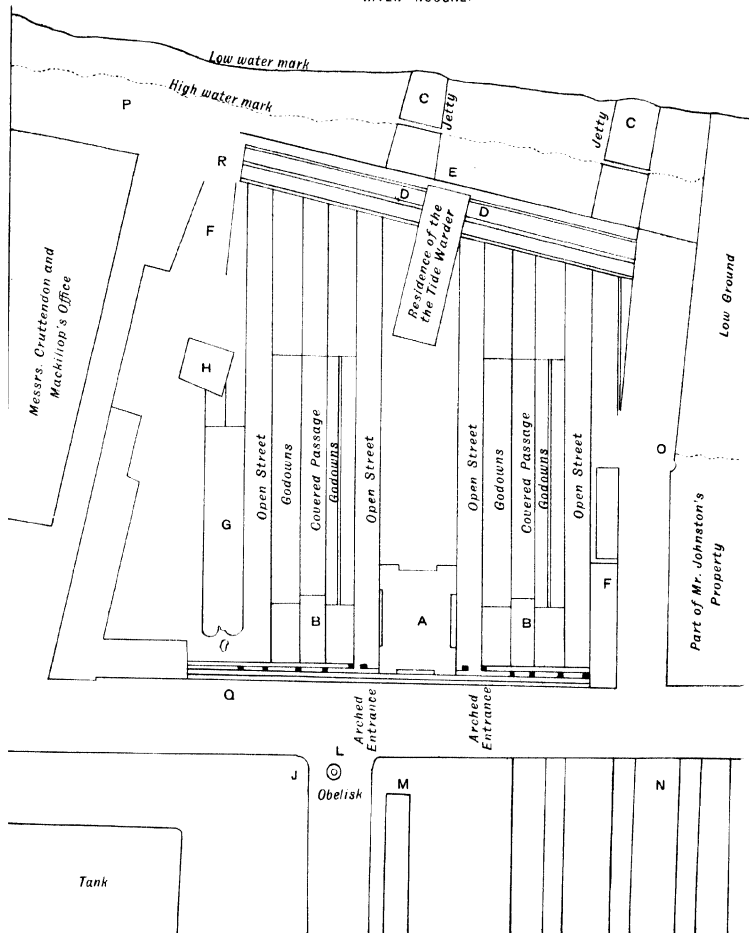 Low water mark
High water mark
P
C
Jetty
Jetty
C
R
E
D
D
F
Residence of the
the Tide Warder
Messrs. Cruttendon and
Mackillop's Office
Low Ground
H
Open Street
Godowns
Covered Passage
Godowns
Open Street
Open Street
Godowns
Covered Passage
Godowns
Open Street
O
G
F
Part of Mr. Johnston's
Property
B
A
B
Q
Arched
Entrance
Arched
Entrance
L
J
Obelisk
M
N
Tank